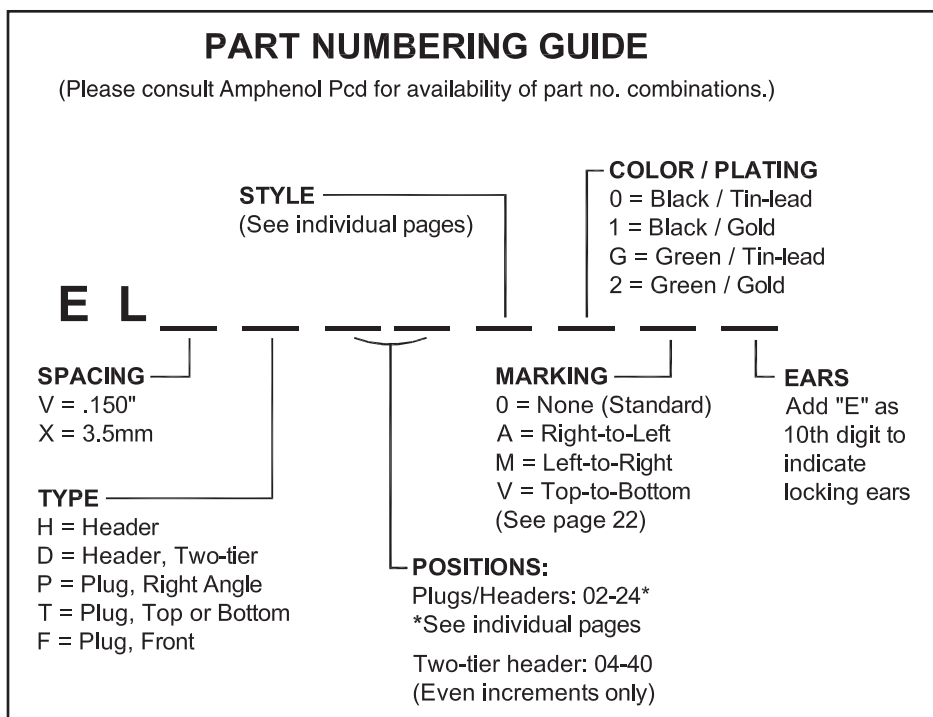 PART NUMBERING GUIDE
(Please consult Amphenol Pcd for availability of part no. combinations.)
COLOR / PLATING
0 = Black / Tin-lead
1 = Black / Gold
G = Green / Tin-lead
2 = Green / Gold
STYLE
(See individual pages)
E L
SPACING
V = .150"
X = 3.5mm
TYPE
H = Header
D = Header, Two-tier
P = Plug, Right Angle
T = Plug, Top or Bottom
F = Plug, Front
MARKING
0 = None (Standard)
A = Right-to-Left
M = Left-to-Right
V = Top-to-Bottom
(See page 22)
EARS
Add "E" as
10th digit to
indicate
locking ears
POSITIONS:
Plugs/Headers: 02-24*
*See individual pages
Two-tier header: 04-40
(Even increments only)